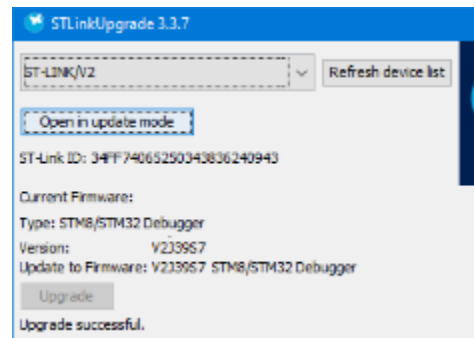 STLinkUpgrade 3.3.7
ST-LINK/V2
Refresh device list
Open in update mode
ST-Link ID: 34FF74065250343836240943
Current Firmware:
Type: STM8/STM32 Debugger
Version: V2J39S7
Update to Firmware: V2J39S7 STM8/STM32 Debugger
Upgrade
Upgrade successful.